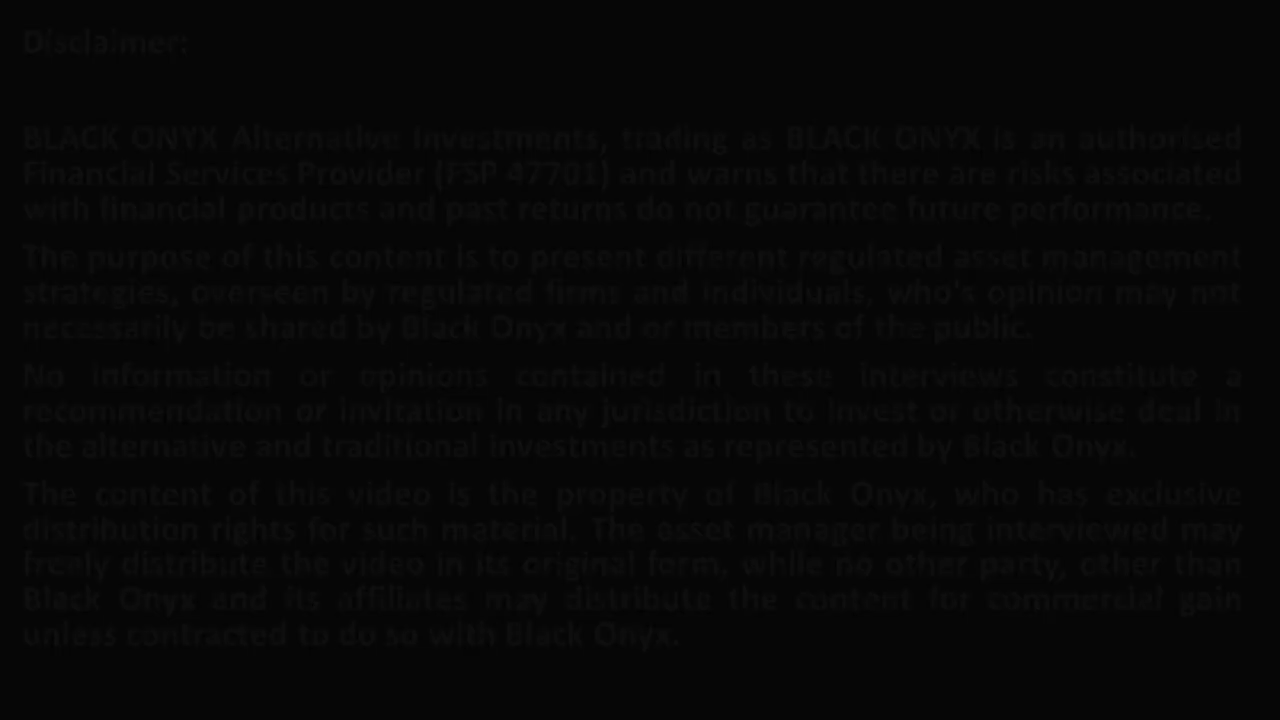 Disclaimer:
BLACK ONYX Alternative Investments, trading as BLACK ONYX is an authorised
Financial Services Provider (FSP 47701) and warns that there are risks associated
with financial products and past returns do not guarantee future performance.
The purpose of this content is to present different regulated asset management
strategies, overseen by regulated firms and individuals, who's opinion may not
necessarily be shared by Black Onyx and or members of the public.
No information or opinions contained in these interviews constitute a
recommendation or invitation in any jurisdiction to invest or otherwise deal in
the alternative and traditional investments as represented by Black Onyx.
The content of this video is the property of Black Onyx, who has exclusive
distribution rights for such material. The asset manager being interviewed may
freely distribute the video in its original form, while no other party, other than
Black Onyx and its affiliates may distribute the content for commercial gain
unless contracted to do so with Black Onyx.